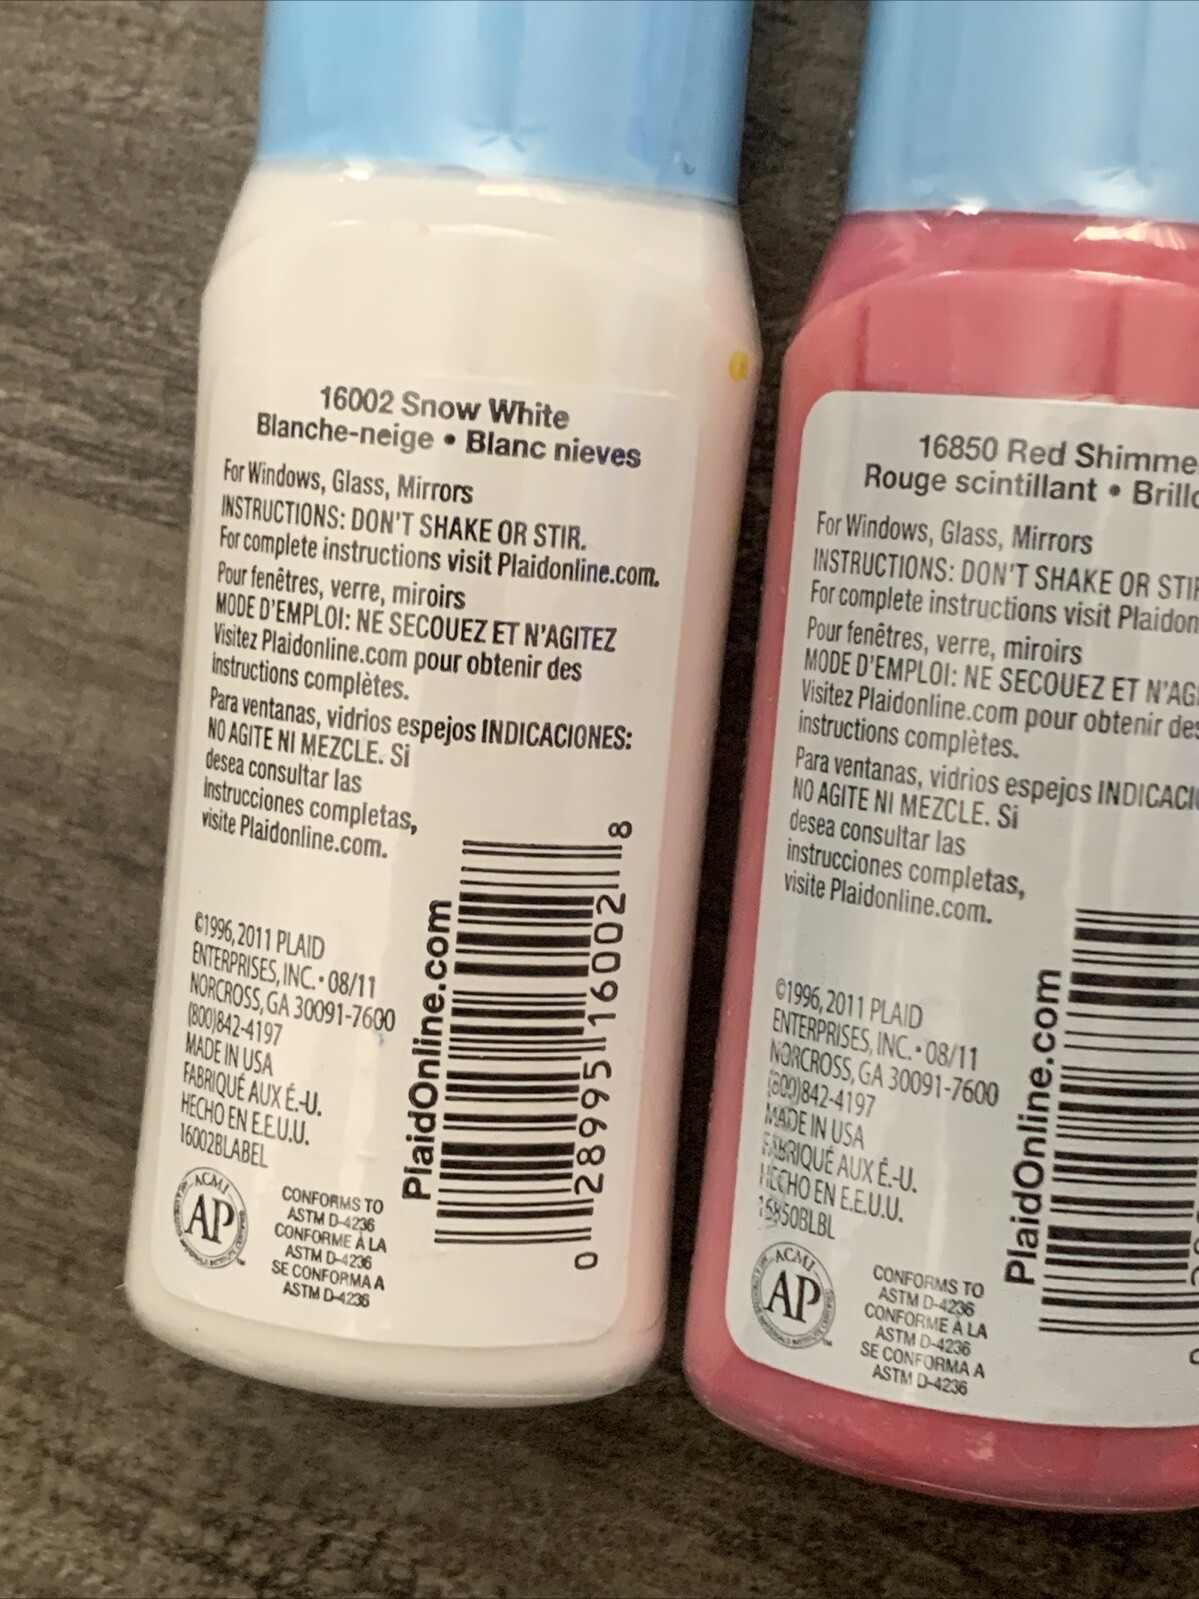 16002 Snow White
Blanche-neige • Blanc nieves
For Windows, Glass, Mirrors
INSTRUCTIONS: DON'T SHAKE OR STIR.
For complete instructions visit Plaidonline.com.
Pour fenêtres, verre, miroirs
MODE D'EMPLOI: NE SECOUEZ ET N'AGITEZ
Visitez Plaidonline.com pour obtenir des
instructions complètes.
Para ventanas, vidrios espejos INDICACIONES:
NO AGITE NI MEZCLE. Si
desea consultar las
instrucciones completas,
visite Plaidonline.com.
©1996, 2011 PLAID
ENTERPRISES, INC. • 08/11
NORCROSS, GA 30091-7600
(800)842-4197
MADE IN USA
FABRIQUÉ AUX É.-U.
HECHO EN E.E.U.U.
16002BLABEL
ACMI
AP
CONFORMS TO
ASTM D-4236
CONFORME À LA
ASTM D-4236
SE CONFORMA A
ASTM D-4236
PlaidOnline.com
0 28995 16002 8
16850 Red Shimme
Rouge scintillant • Brillo
For Windows, Glass, Mirrors
INSTRUCTIONS: DON'T SHAKE OR STIR
For complete instructions visit Plaidon
Pour fenêtres, verre, miroirs
MODE D'EMPLOI: NE SECOUEZ ET N'AG
Visitez Plaidonline.com pour obtenir des
instructions complètes.
Para ventanas, vidrios espejos INDICACIO
NO AGITE NI MEZCLE. Si
desea consultar las
instrucciones completas,
visite Plaidonline.com.
©1996, 2011 PLAID
ENTERPRISES, INC. • 08/11
NORCROSS, GA 30091-7600
(800)842-4197
MADE IN USA
FABRIQUÉ AUX É.-U.
HECHO EN E.E.U.U.
16850BLBL
ACMI
AP
CONFORMS TO
ASTM D-4236
CONFORME À LA
ASTM D-4236
SE CONFORMA A
ASTM D-4236
PlaidOnline.com